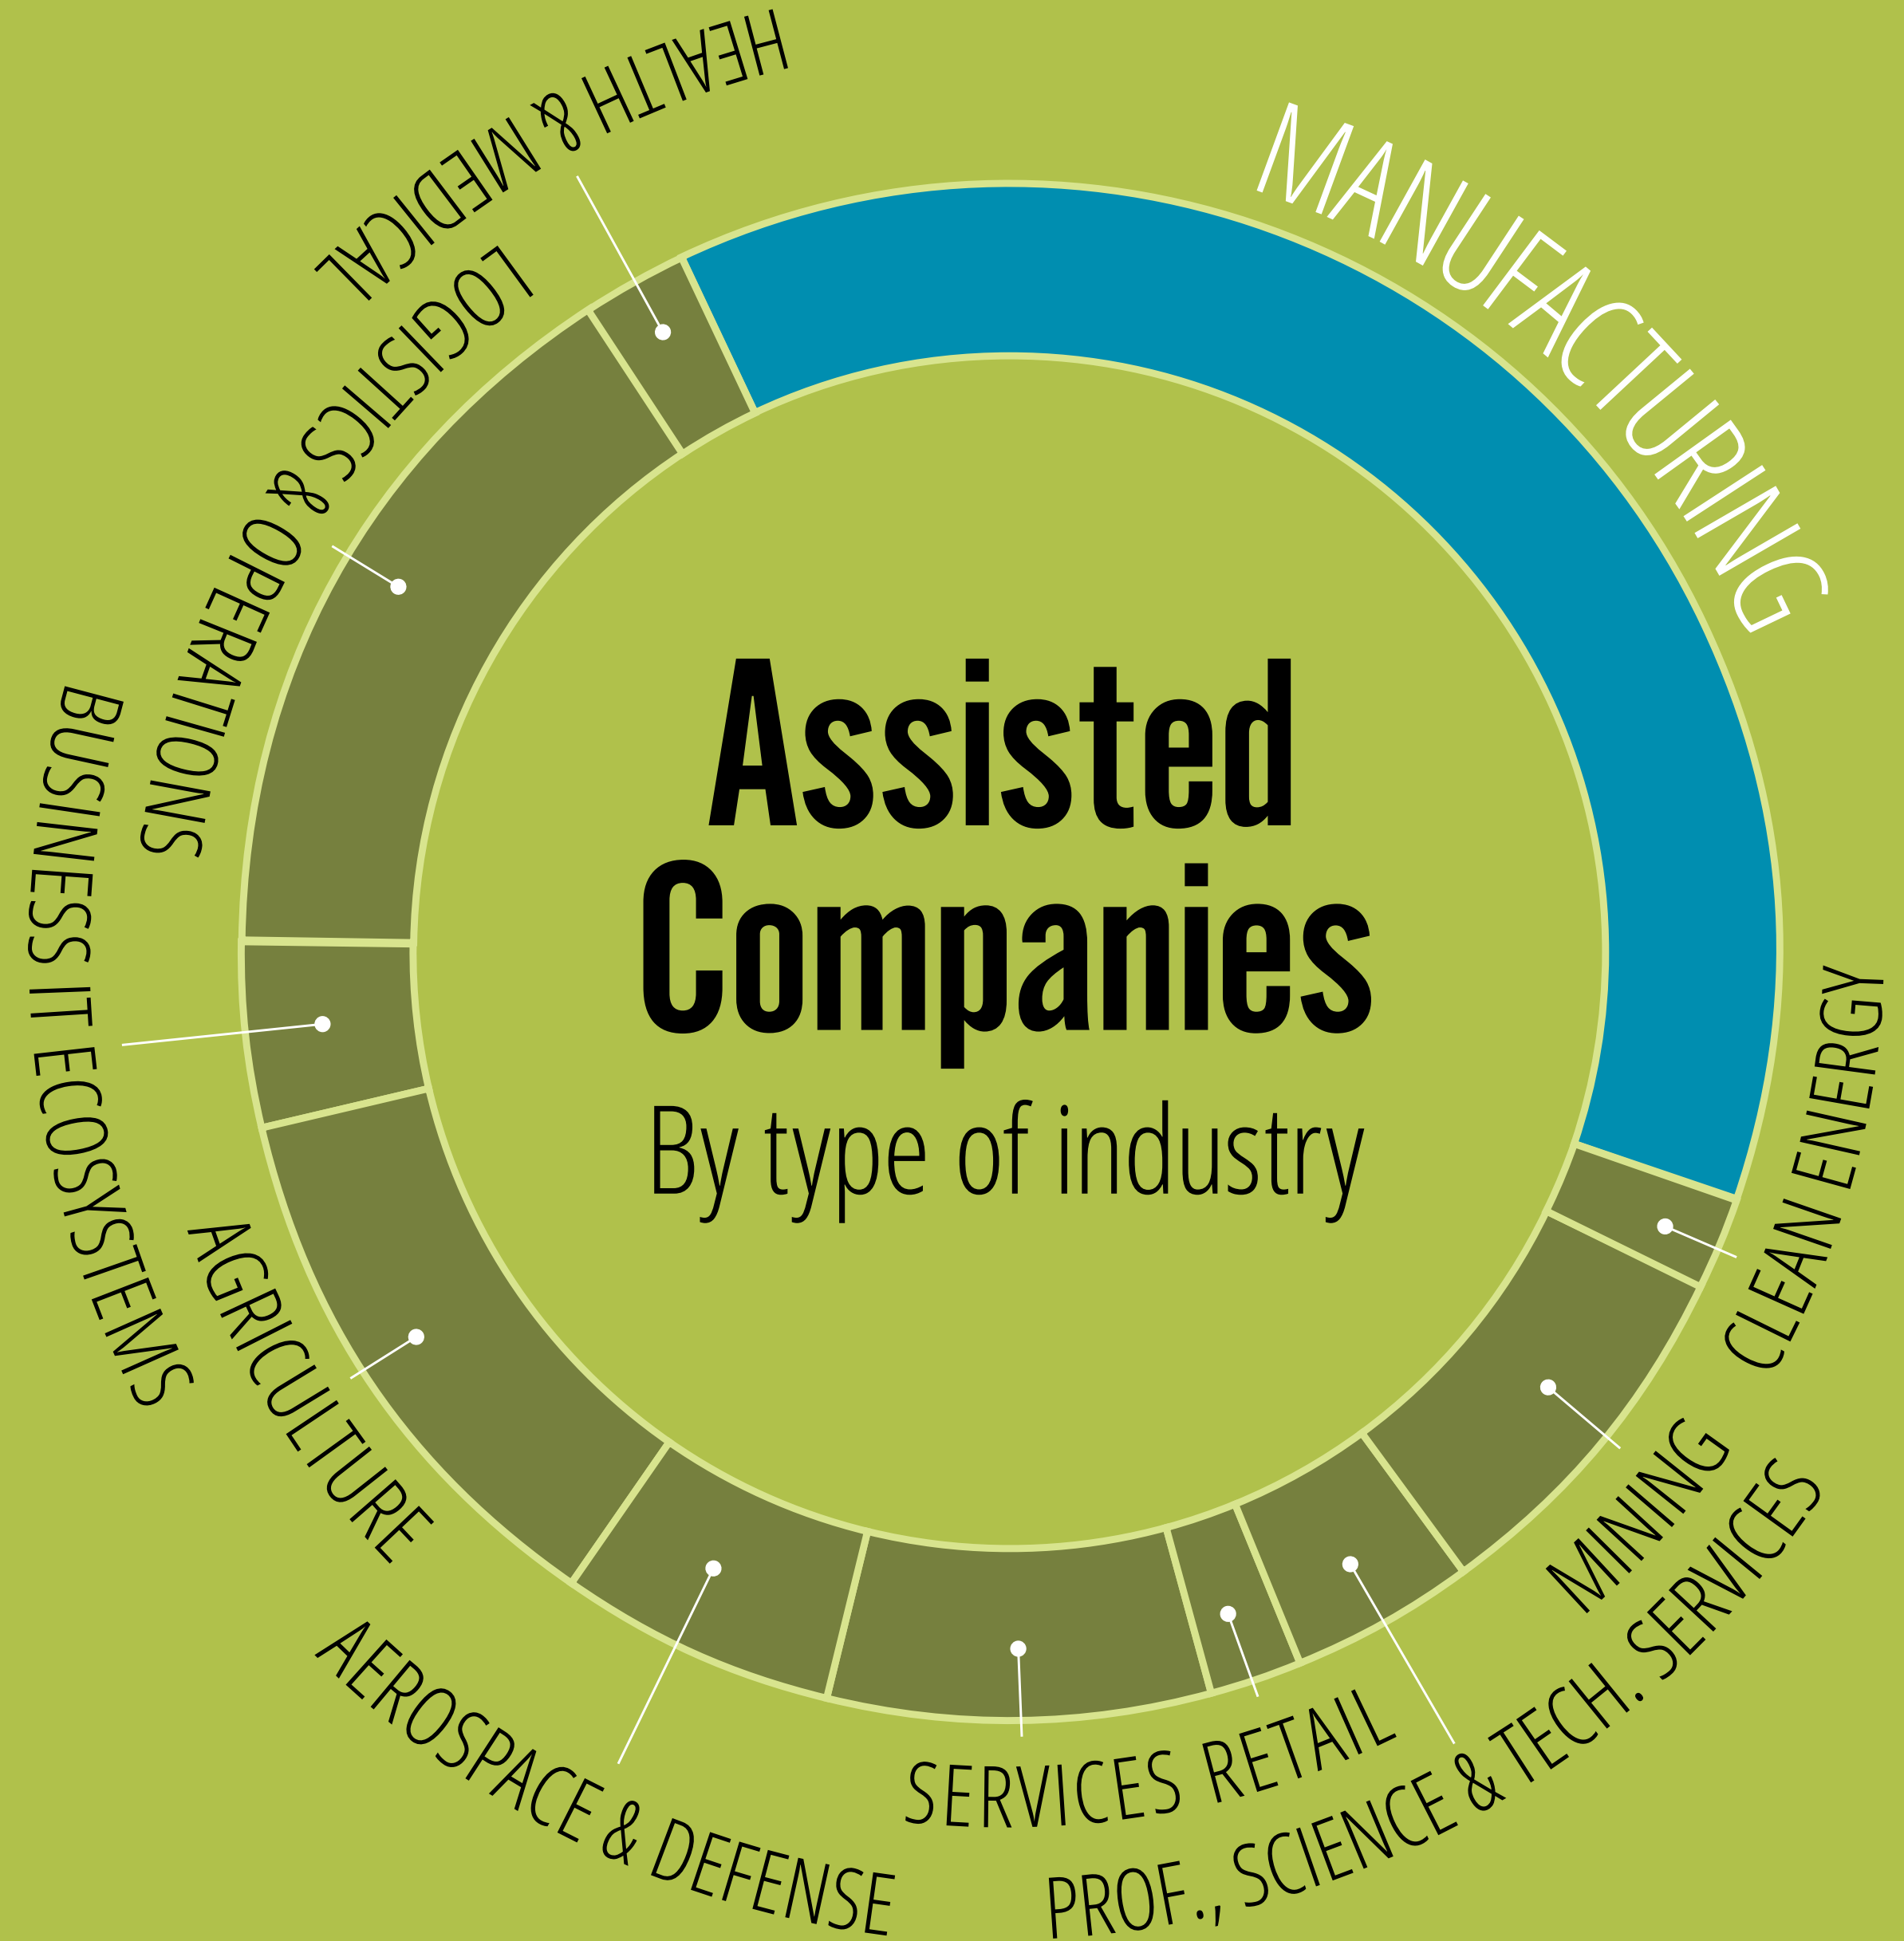 HEALTH & MEDICAL
MANUFACTURING
LOGISTICS & OPERATIONS
BUSINESS IT ECOSYSTEMS
Assisted
Companies
By type of industry
CLEAN ENERGY
AGRICULTURE
MINING
AEROSPACE & DEFENSE
SERVICES
RETAIL
PROF., SCIENCE & TECH. SERVICES